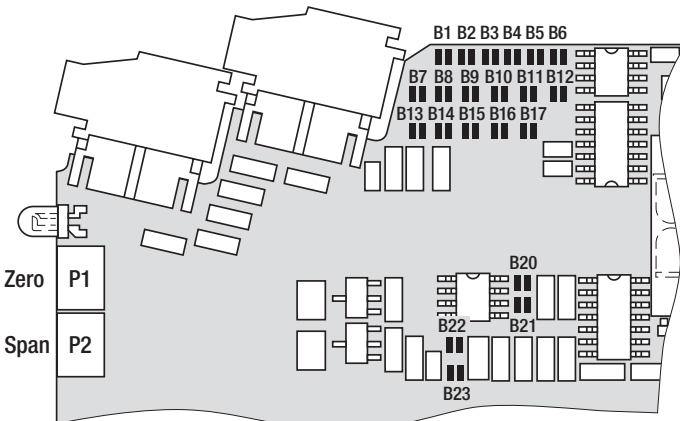 B1 B2 B3 B4 B5 B6
B7 B8 B9 B10 B11 B12
B13 B14 B15 B16 B17
Zero P1
B20
Span P2
B22 B21
B23